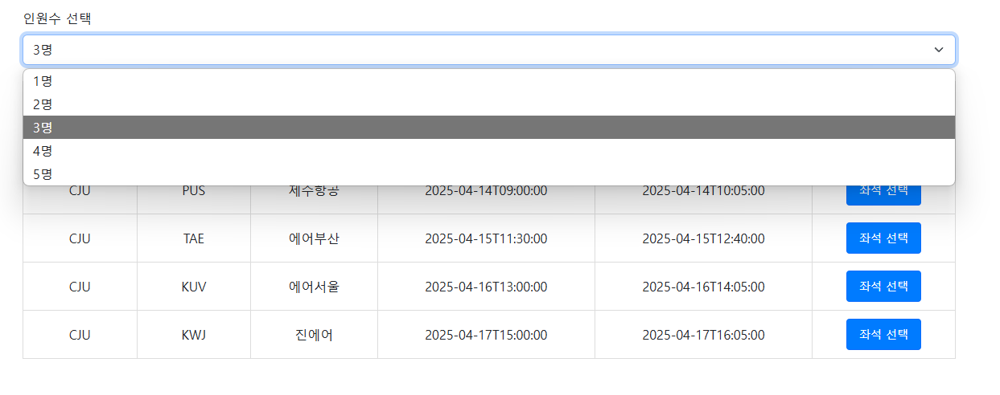 인원수 선택
3명
1명
2명
3명
4명
5명
CJU PUS 제주항공 2025-04-14T09:00:00 2025-04-14T10:05:00 좌석 선택
CJU TAE 에어부산 2025-04-15T11:30:00 2025-04-15T12:40:00 좌석 선택
CJU KUV 에어서울 2025-04-16T13:00:00 2025-04-16T14:05:00 좌석 선택
CJU KWJ 진에어 2025-04-17T15:00:00 2025-04-17T16:05:00 좌석 선택